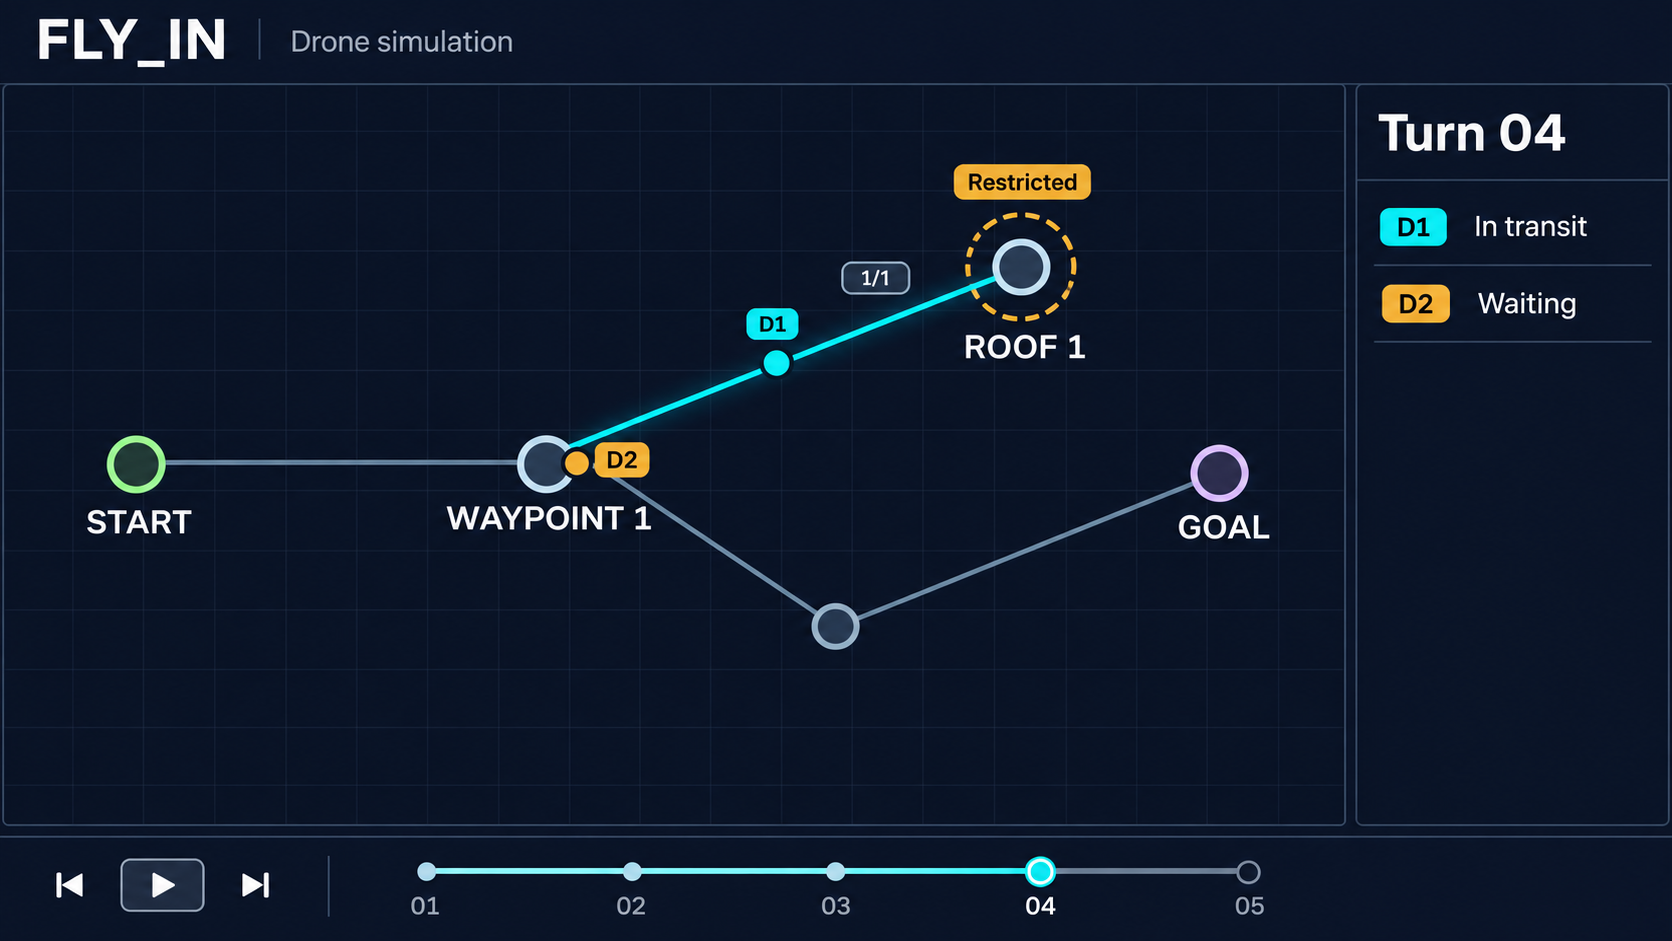 FLY_IN
Drone simulation
Turn 04
D1 In transit
D2 Waiting
Restricted
1/1
D1
ROOF 1
D2
START
WAYPOINT 1
GOAL
01 02 03 04 05